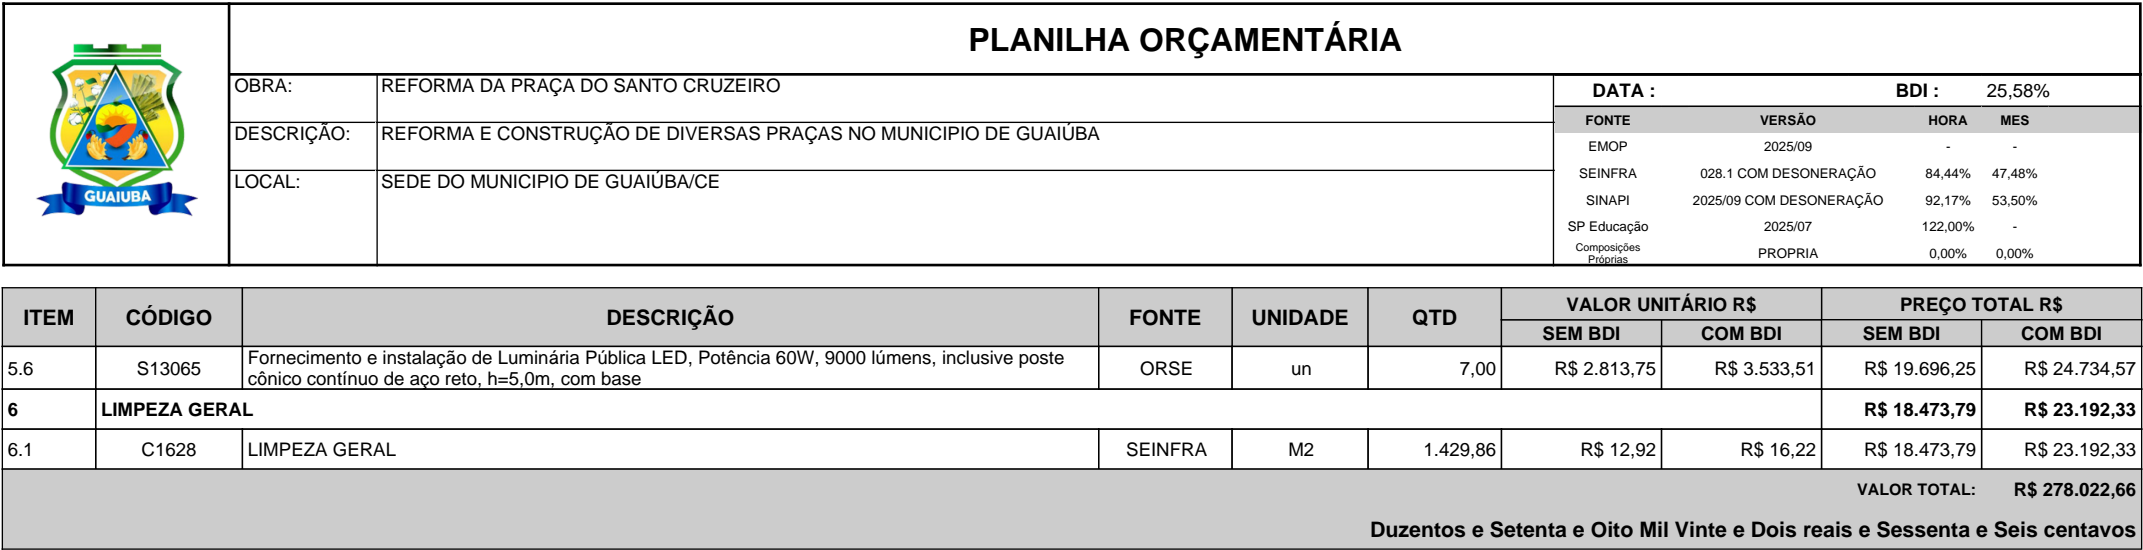 PLANILHA ORÇAMENTÁRIA
GUAIUBA
OBRA: REFORMA DA PRAÇA DO SANTO CRUZEIRO
DESCRIÇÃO: REFORMA E CONSTRUÇÃO DE DIVERSAS PRAÇAS NO MUNICIPIO DE GUAIÚBA
LOCAL: SEDE DO MUNICIPIO DE GUAIÚBA/CE
DATA : BDI : 25,58%
FONTE VERSÃO HORA MES
EMOP 2025/09 - -
SEINFRA 028.1 COM DESONERAÇÃO 84,44% 47,48%
SINAPI 2025/09 COM DESONERAÇÃO 92,17% 53,50%
SP Educação 2025/07 122,00% -
Composições Próprias PROPRIA 0,00% 0,00%
ITEM CÓDIGO DESCRIÇÃO FONTE UNIDADE QTD VALOR UNITÁRIO R$ PREÇO TOTAL R$
SEM BDI COM BDI SEM BDI COM BDI
5.6 S13065 Fornecimento e instalação de Luminária Pública LED, Potência 60W, 9000 lúmens, inclusive poste
cônico contínuo de aço reto, h=5,0m, com base ORSE un 7,00 R$ 2.813,75 R$ 3.533,51 R$ 19.696,25 R$ 24.734,57
6 LIMPEZA GERAL R$ 18.473,79 R$ 23.192,33
6.1 C1628 LIMPEZA GERAL SEINFRA M2 1.429,86 R$ 12,92 R$ 16,22 R$ 18.473,79 R$ 23.192,33
VALOR TOTAL: R$ 278.022,66
Duzentos e Setenta e Oito Mil Vinte e Dois reais e Sessenta e Seis centavos